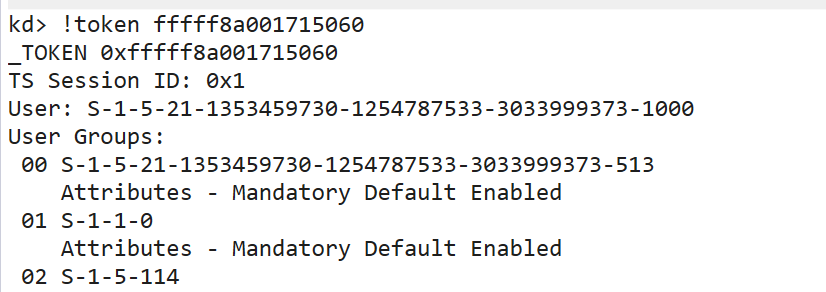 kd> !token fffff8a001715060
_TOKEN 0xfffff8a001715060
TS Session ID: 0x1
User: S-1-5-21-1353459730-1254787533-3033999373-1000
User Groups:
00 S-1-5-21-1353459730-1254787533-3033999373-513
Attributes - Mandatory Default Enabled
01 S-1-1-0
Attributes - Mandatory Default Enabled
02 S-1-5-114